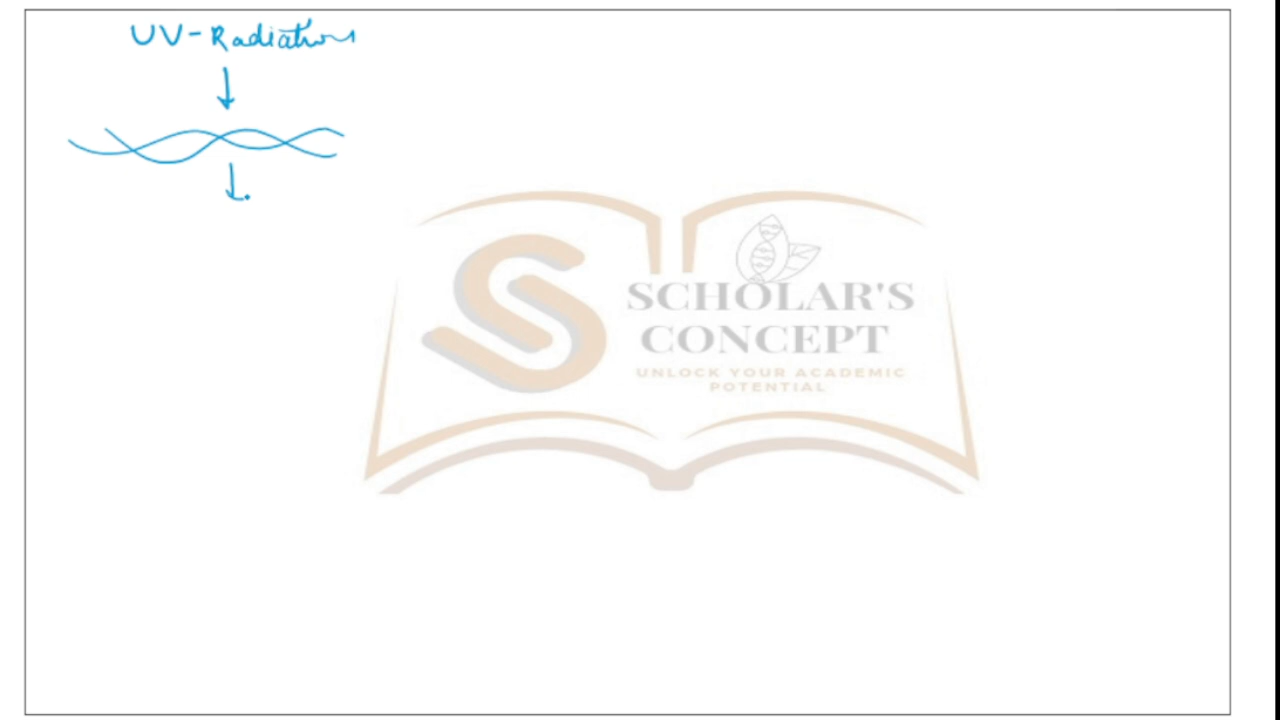 UV-Radiation
SCHOLAR'S
CONCEPT
UNLOCK YOUR ACADEMIC
POTENTIAL